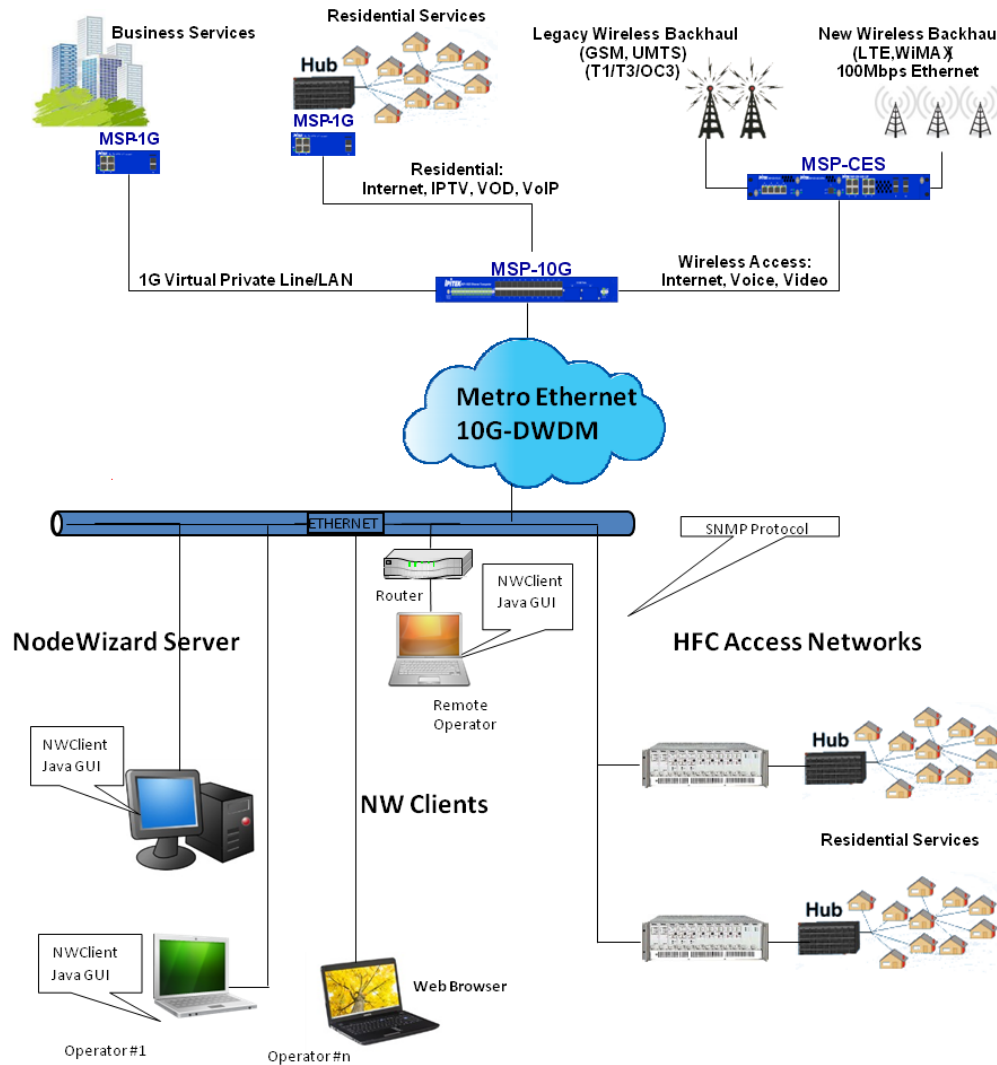 Business Services
Residential Services
Hub
MSP-1G
MSP-1G
Legacy Wireless Backhaul
(GSM, UMTS)
(T1/T3/OC3)
New Wireless Backhau
(LTE,WiMAX)
100Mbps Ethernet
MSP-CES
Residential:
Internet, IPTV, VOD, VoIP
MSP-10G
1G Virtual Private Line/LAN
Wireless Access:
Internet, Voice, Video
IPITEK
Metro Ethernet
10G-DWDM
ETHERNET
SNMP Protocol
Router
NWClient
Java GUI
NodeWizard Server
HFC Access Networks
Remote
Operator
NWClient
Java GUI
NW Clients
Hub
Residential Services
Hub
NWClient
Java GUI
Web Browser
Operator #1
Operator #n